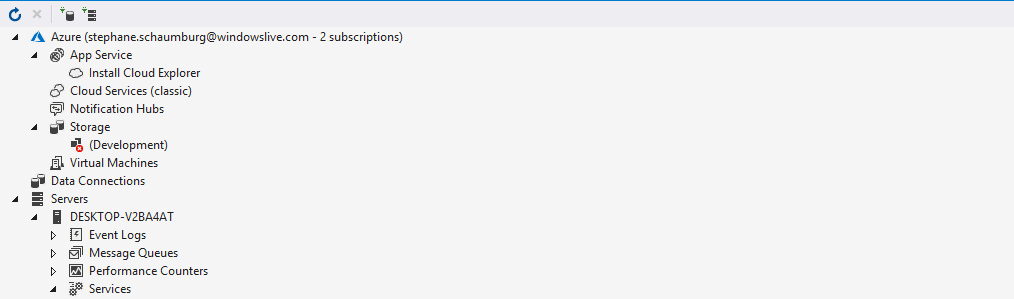 Azure (stephane.schaumburg@windowslive.com - 2 subscriptions)
App Service
Install Cloud Explorer
Cloud Services (classic)
Notification Hubs
Storage
(Development)
Virtual Machines
Data Connections
Servers
DESKTOP-V2BA4AT
Event Logs
Message Queues
Performance Counters
Services